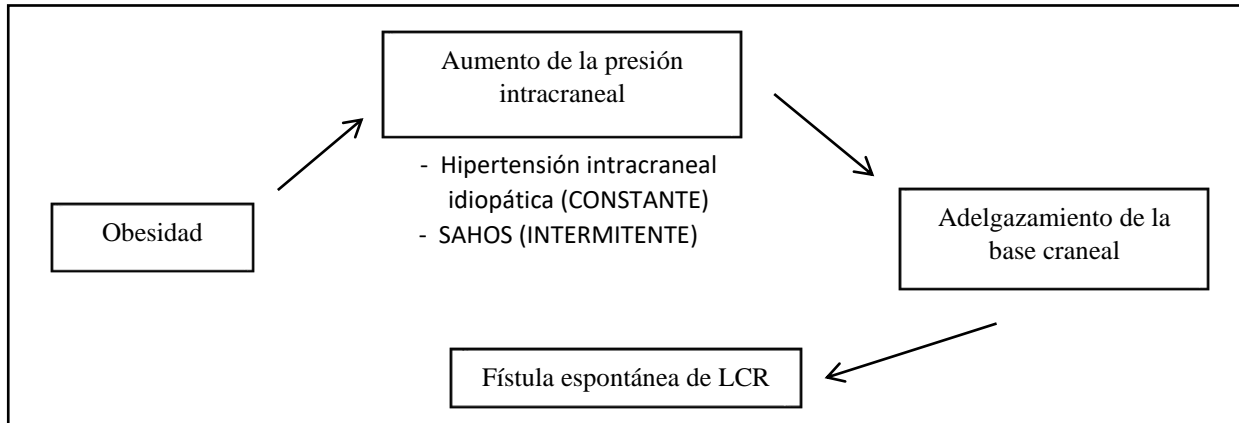 Aumento de la presión
intracraneal
- Hipertensión intracraneal
idiopática (CONSTANTE)
- SAHOS (INTERMITENTE)
Obesidad
Adelgazamiento de la
base craneal
Fístula espontánea de LCR